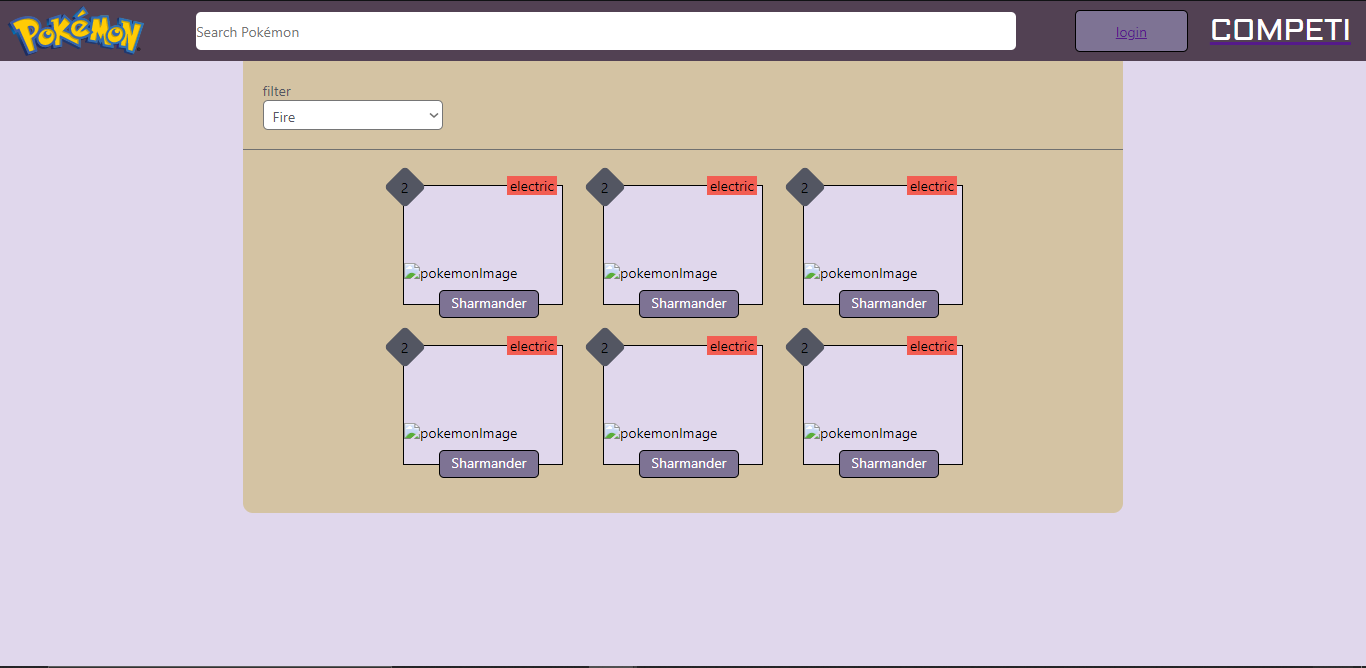 POKéMON
Search Pokémon
login
COMPETI
filter
Fire
2 electric 2 electric 2 electric
pokemonImage pokemonImage pokemonImage
Sharmander Sharmander Sharmander
2 electric 2 electric 2 electric
pokemonImage pokemonImage pokemonImage
Sharmander Sharmander Sharmander